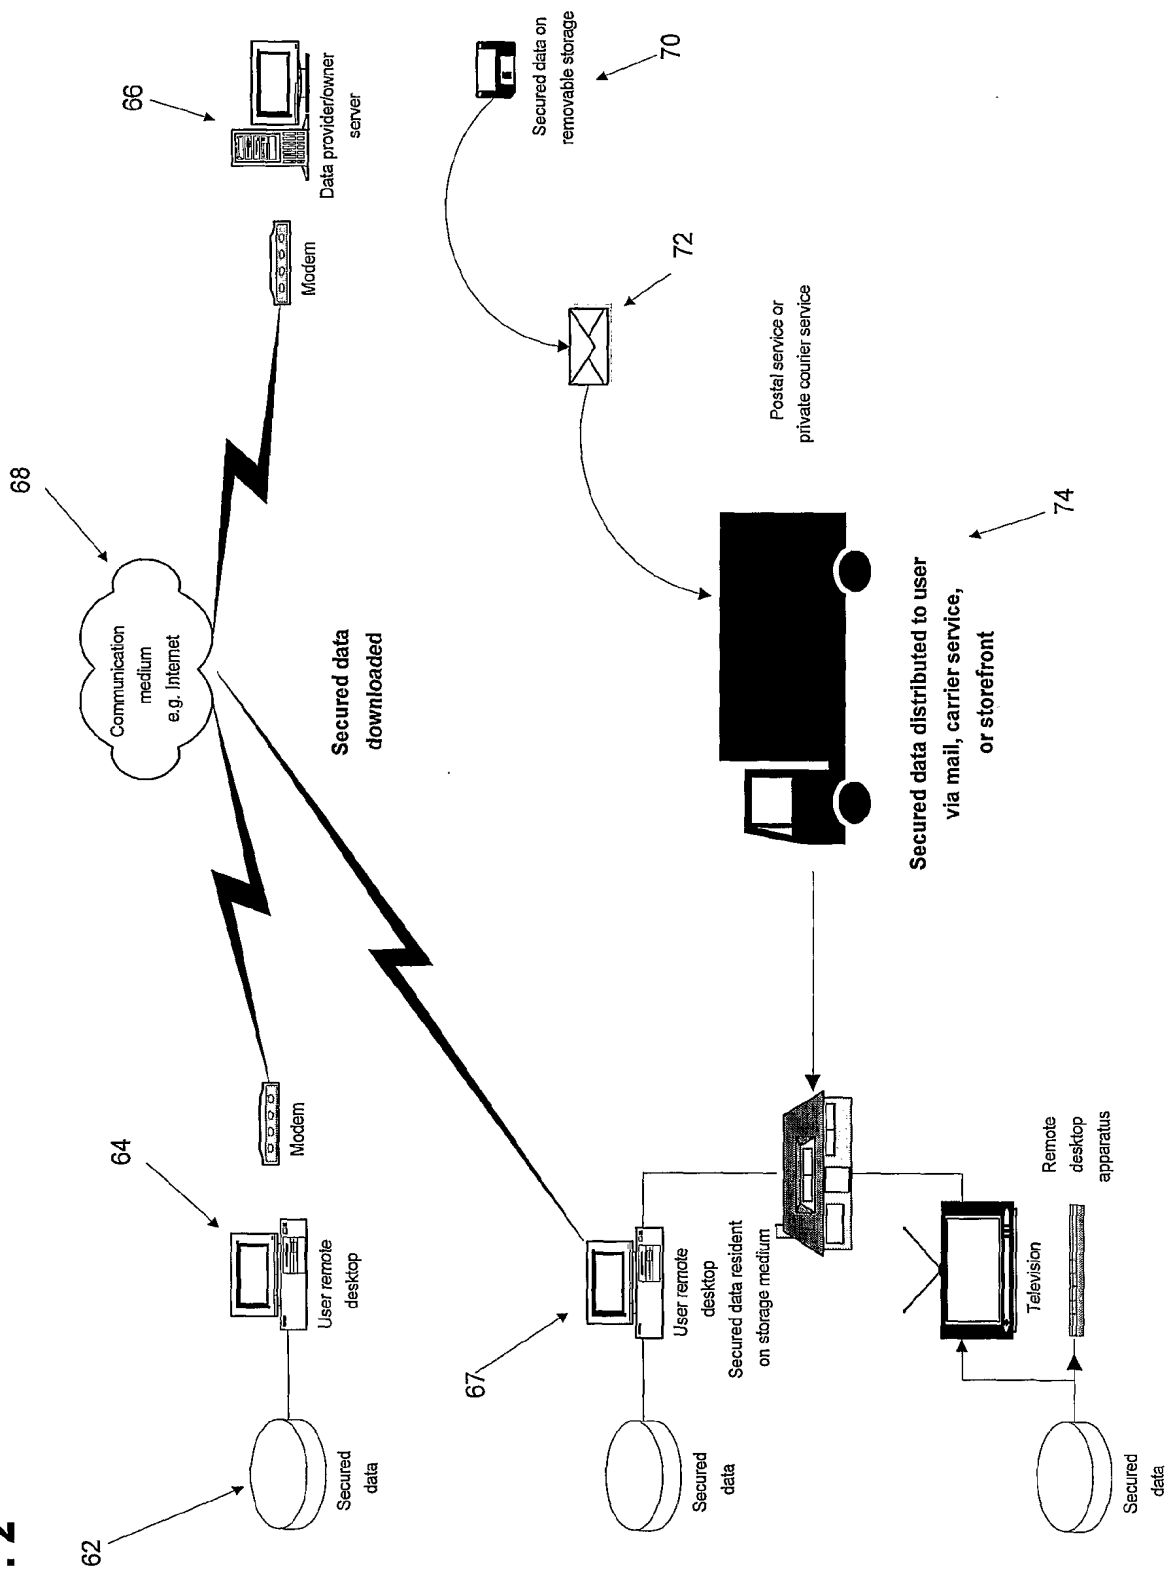 . 2
62
Secured
data
64
User remote
desktop
Modem
68
Communication
medium
e.g. Internet
Modem
66
Data provider/owner
server
Secured data
downloaded
67
Secured
data
User remote
desktop
Secured data resident
on storage medium
72
70
Secured data on
removable storage
Postal service or
private courier service
Secured data distributed to user
via mail, carrier service,
or storefront
74
Television
Remote
desktop
apparatus
Secured
data